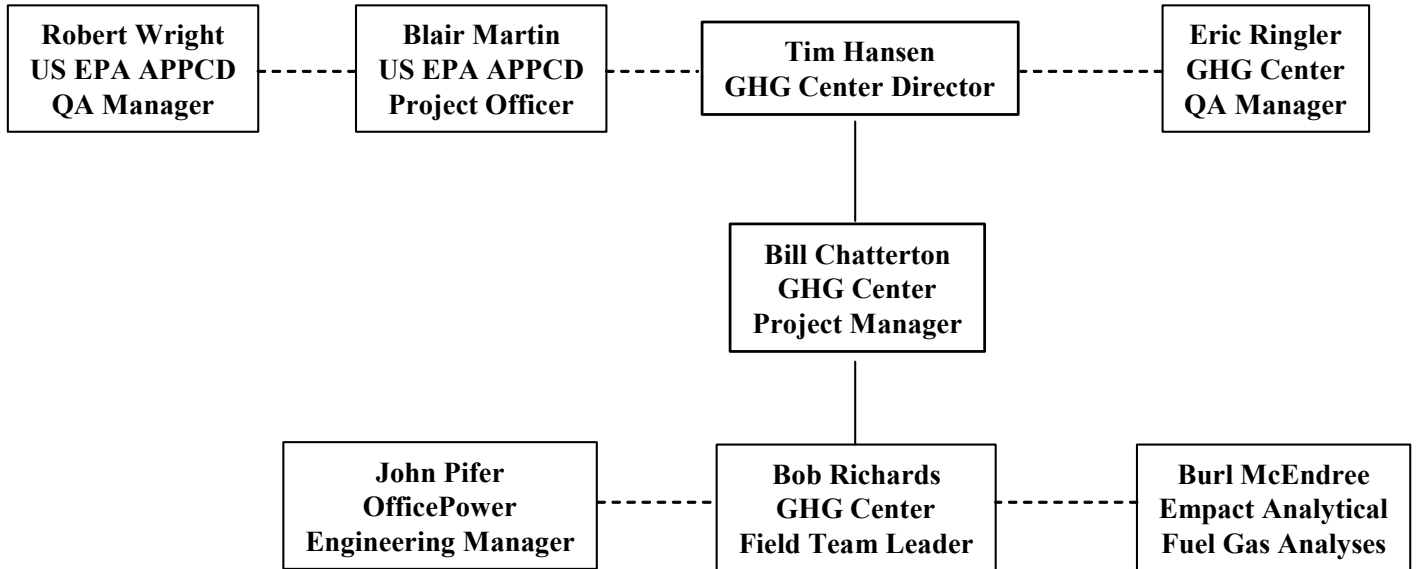 Robert Wright
US EPA APPCD
QA Manager
Blair Martin
US EPA APPCD
Project Officer
Tim Hansen
GHG Center Director
Eric Ringler
GHG Center
QA Manager
Bill Chatterton
GHG Center
Project Manager
John Pifer
OfficePower
Engineering Manager
Bob Richards
GHG Center
Field Team Leader
Burl McEndree
Empact Analytical
Fuel Gas Analyses